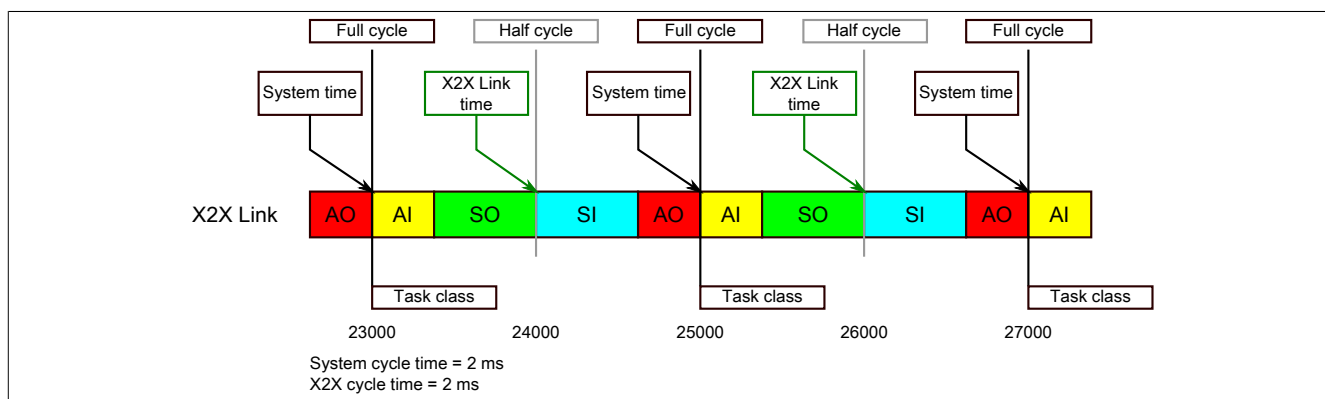 Full cycle
Half cycle
Full cycle
Half cycle
Full cycle
System time
X2X Link
time
System time
X2X Link
time
System time
X2X Link
AO
AI
SO
SI
AO
AI
SO
SI
AO
AI
Task class
Task class
Task class
23000
24000
25000
26000
27000
System cycle time = 2 ms
X2X cycle time = 2 ms